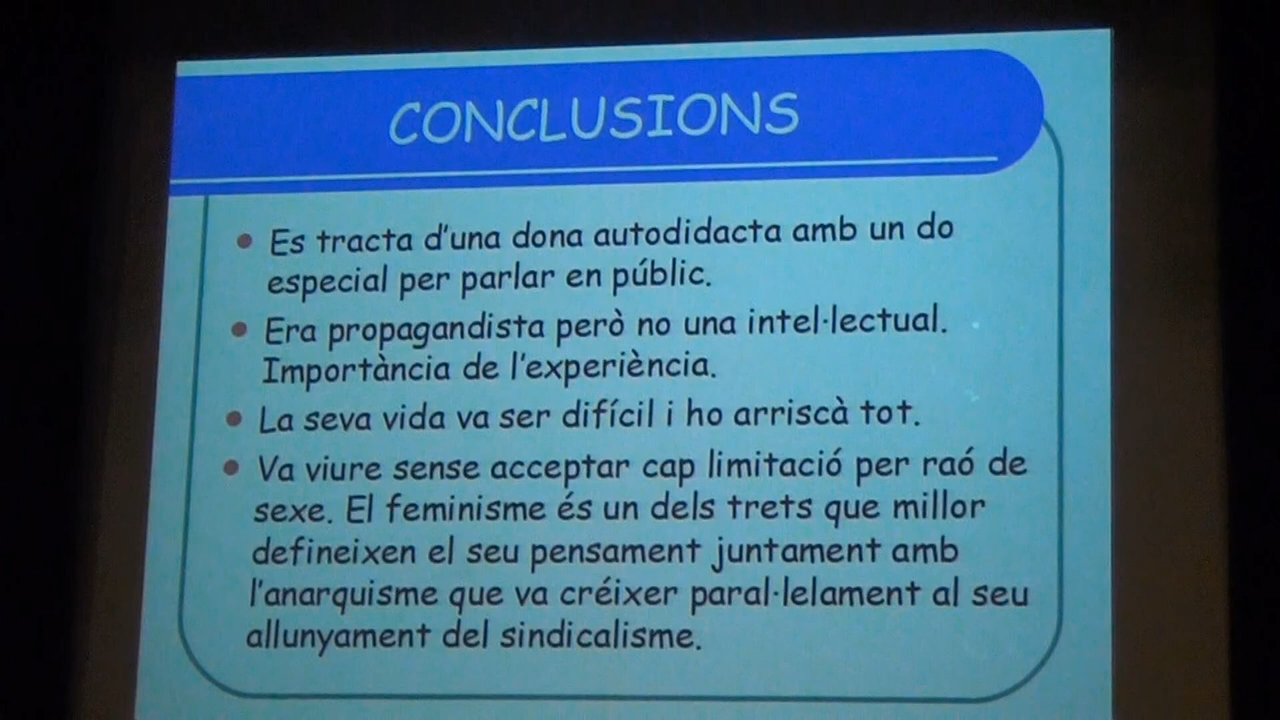 CONCLUSIONS
Es tracta d'una dona autodidacta amb un do
especial per parlar en públic.
Era propagandista però no una intel·lectual.
Importància de l'experiència.
La seva vida va ser difícil i ho arriscà tot.
Va viure sense acceptar cap limitació per raó de
sexe. El feminisme és un dels trets que millor
defineixen el seu pensament juntament amb
l'anarquisme que va créixer paral·lelament al seu
allunyament del sindicalisme.